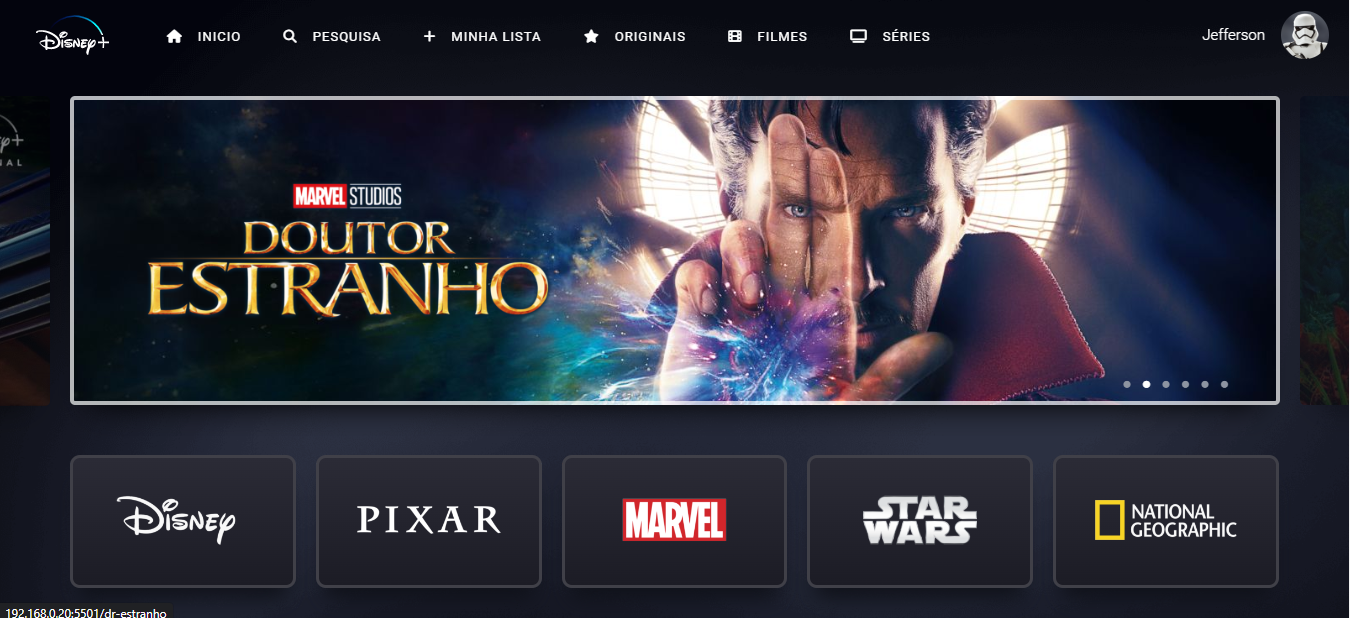 Disney+
INICIO
PESQUISA
MINHA LISTA
ORIGINAIS
FILMES
SÉRIES
Jefferson
MARVEL STUDIOS
DOUTOR
ESTRANHO
Disney
PIXAR
MARVEL
STAR
WARS
NATIONAL
GEOGRAPHIC
192.168.0.20:5501/dr-estranho